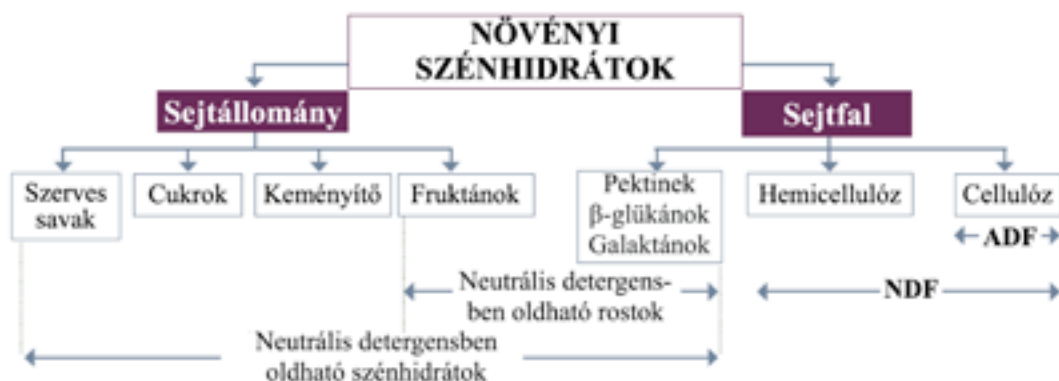 NÖVÉNYI
SZÉNHIDRÁTOK
Sejtállomány
Sejtfal
Szerves
savak
Cukrok
Keményítő
Fruktánok
Pektinek
β-glükánok
Galaktánok
Hemicellulóz
Cellulóz
ADF
Neutrális detergens-
ben oldható rostok
NDF
Neutrális detergensben
oldható szénhidrátok